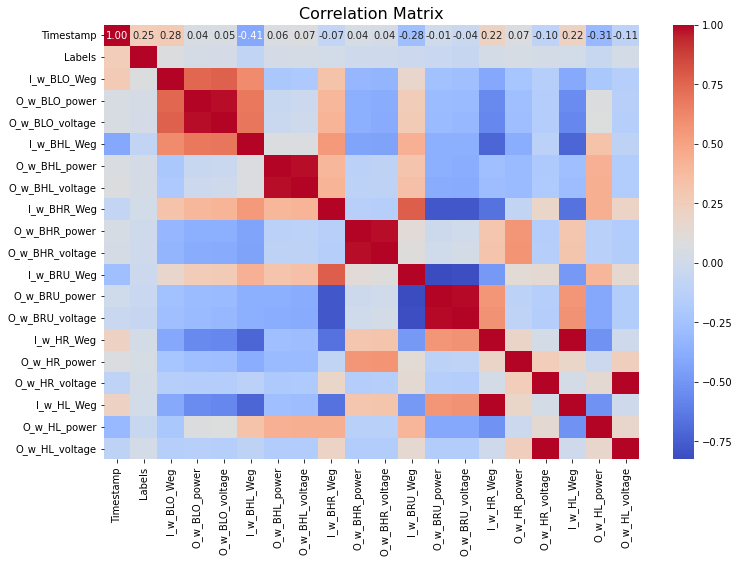 Correlation Matrix
Timestamp 1.00 0.25 0.28 0.04 0.05 -0.41 0.06 0.07 -0.07 0.04 0.04 -0.28 -0.01 -0.04 0.22 0.07 -0.10 0.22 -0.31 -0.11
Labels
I_w_BLO_Weg
O_w_BLO_power
O_w_BLO_voltage
I_w_BHL_Weg
O_w_BHL_power
O_w_BHL_voltage
I_w_BHR_Weg
O_w_BHR_power
O_w_BHR_voltage
I_w_BRU_Weg
O_w_BRU_power
O_w_BRU_voltage
I_w_HR_Weg
O_w_HR_power
O_w_HR_voltage
I_w_HL_Weg
O_w_HL_power
O_w_HL_voltage
Timestamp
Labels
I_w_BLO_Weg
O_w_BLO_power
O_w_BLO_voltage
I_w_BHL_Weg
O_w_BHL_power
O_w_BHL_voltage
I_w_BHR_Weg
O_w_BHR_power
O_w_BHR_voltage
I_w_BRU_Weg
O_w_BRU_power
O_w_BRU_voltage
I_w_HR_Weg
O_w_HR_power
O_w_HR_voltage
I_w_HL_Weg
O_w_HL_power
O_w_HL_voltage
1.00
0.75
0.50
0.25
0.00
−0.25
−0.50
−0.75